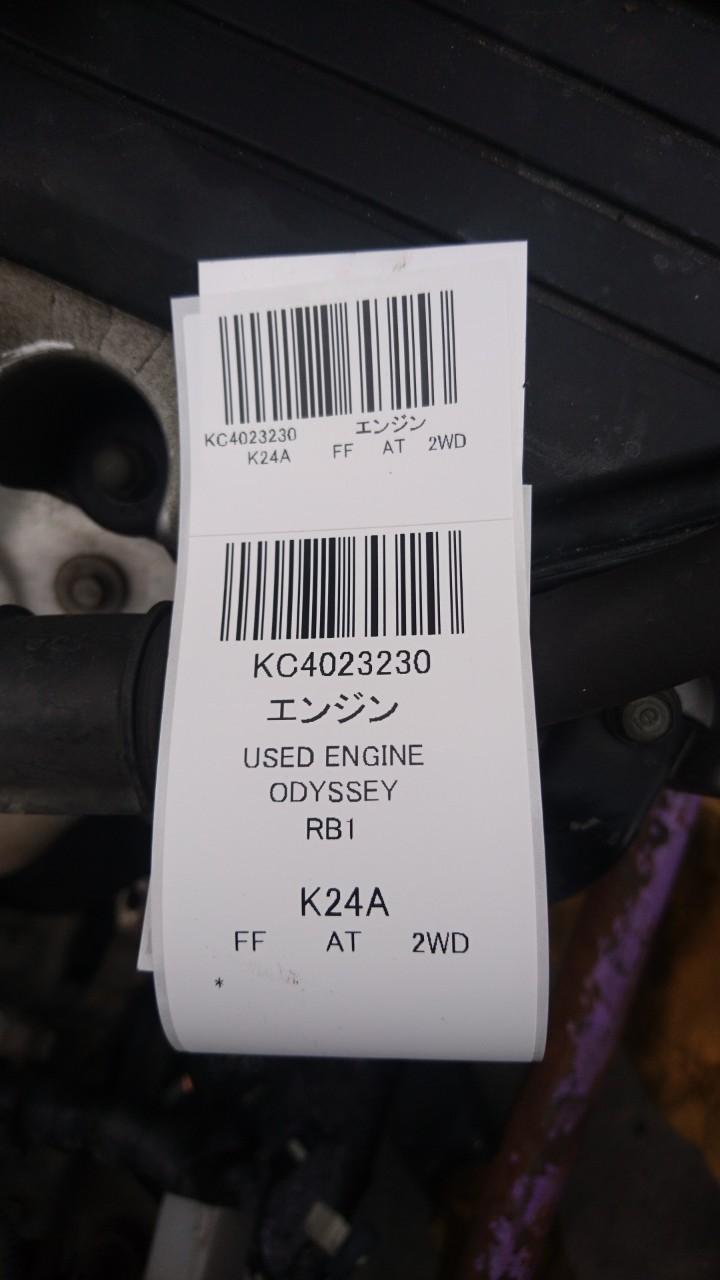 KC4023230 エンジン
K24A FF AT 2WD
KC4023230
エンジン
USED ENGINE
ODYSSEY
RB1
K24A
FF AT 2WD
*